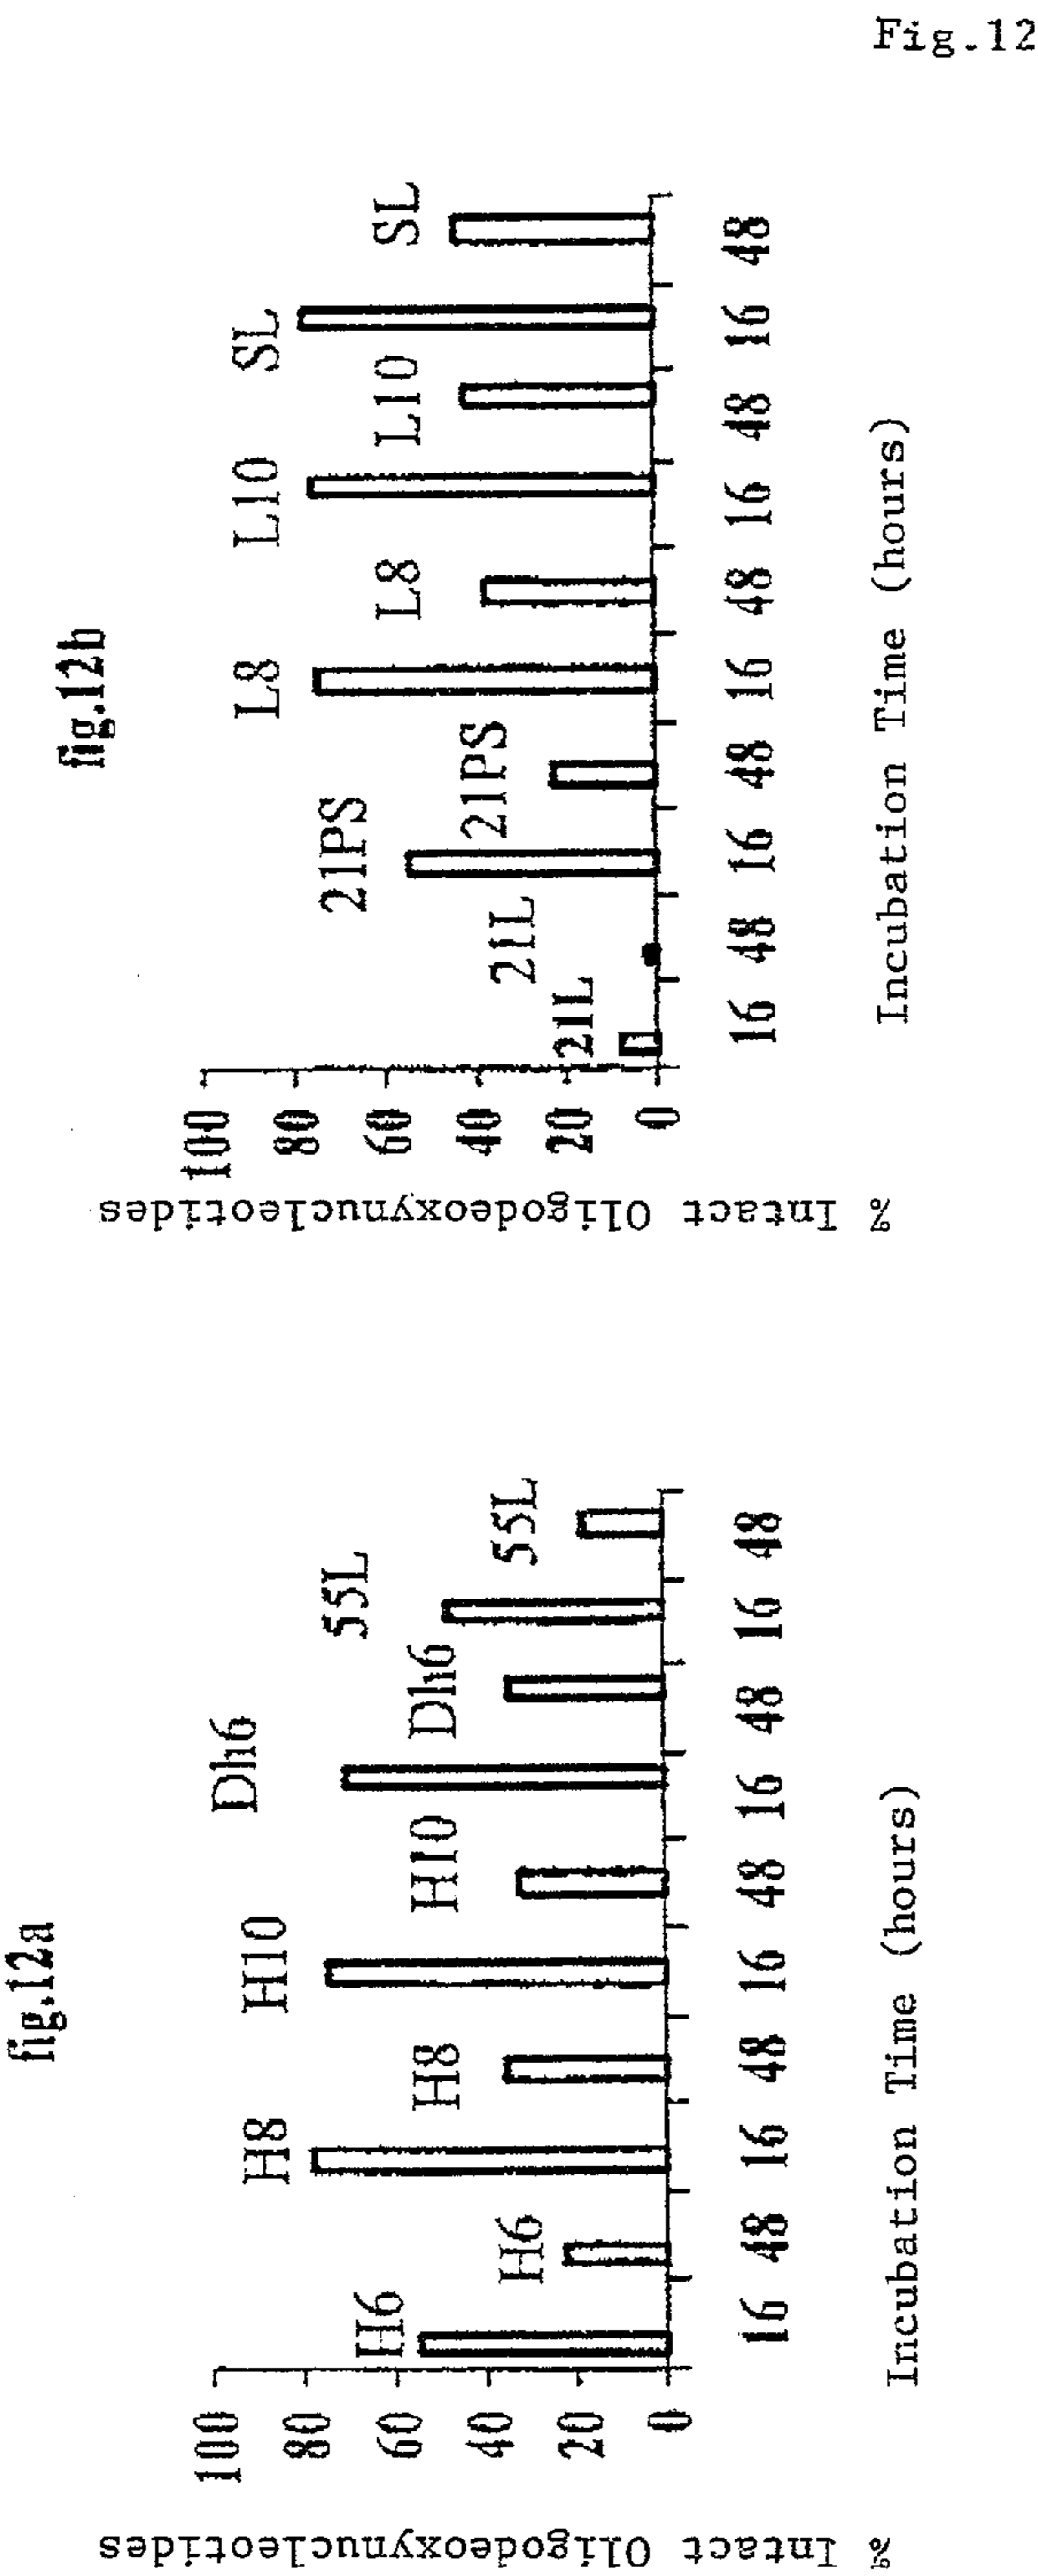 Fig.12
fig.12a
% Intact Oligodeoxynucleotides
100
80
60
40
20
0
H6
H6
H8
H8
H10
H10
Dh6
Dh6
55L
55L
16 48 16 48 16 48 16 48 16 48
Incubation Time (hours)
fig.12b
% Intact Oligodeoxynucleotides
100
80
60
40
20
0
21L
21L
21PS
21PS
L8
L8
L10
L10
SL
SL
16 48 16 48 16 48 16 48 16 48
Incubation Time (hours)